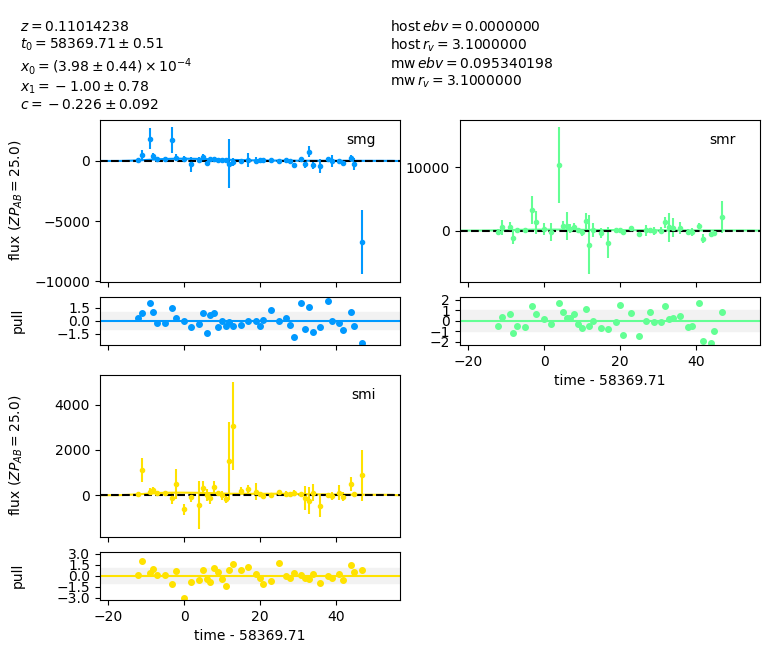 z = 0.11014238
t₀ = 58369.71 ± 0.51
x₀ = (3.98 ± 0.44) × 10⁻⁴
x₁ = −1.00 ± 0.78
c = −0.226 ± 0.092
host ebv = 0.0000000
host r_v = 3.1000000
mw ebv = 0.095340198
mw r_v = 3.1000000
smg
flux (ZP_AB = 25.0)
0
−5000
−10000
pull
1.5
0.0
−1.5
smr
10000
0
2
1
0
−1
−2
−20 0 20 40
time - 58369.71
smi
flux (ZP_AB = 25.0)
4000
2000
0
pull
3.0
1.5
0.0
−1.5
−3.0
−20 0 20 40
time - 58369.71